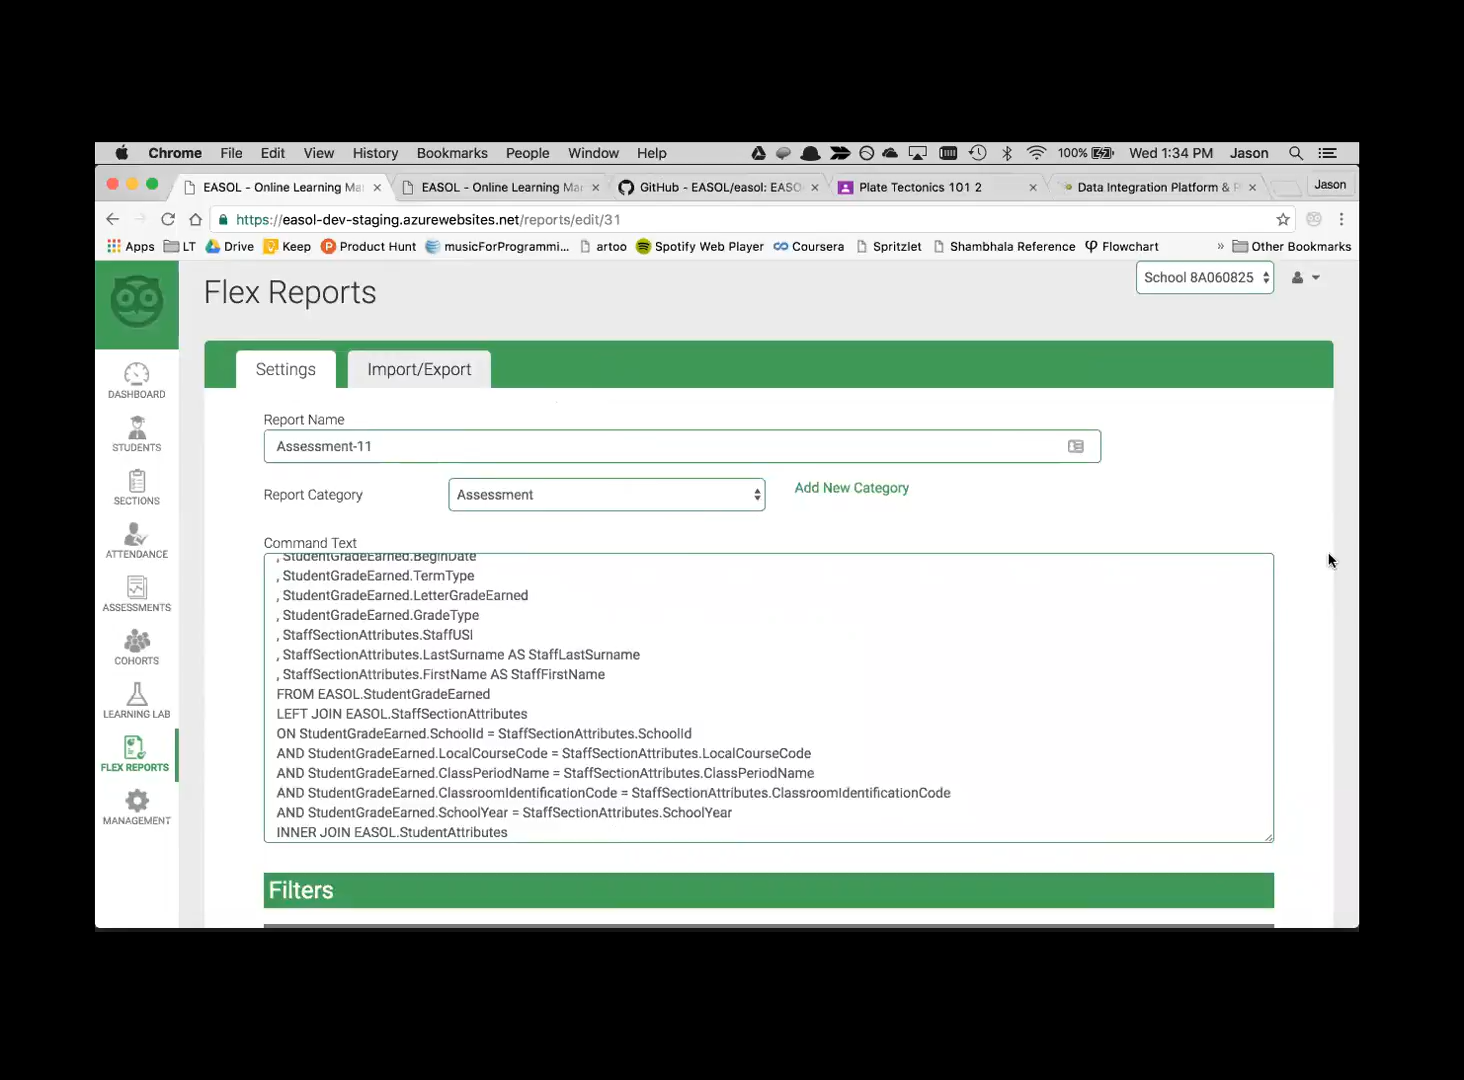 Chrome File Edit View History Bookmarks People Window Help 100% Wed 1:34 PM Jason
EASOL - Online Learning Ma EASOL - Online Learning Ma GitHub - EASOL/easol: EASO Plate Tectonics 101 2 Data Integration Platform & Jason
https://easol-dev-staging.azurewebsites.net/reports/edit/31
Apps LT Drive Keep Product Hunt musicForProgrammi... artoo Spotify Web Player Coursera Spritzlet Shambhala Reference Flowchart » Other Bookmarks
Flex Reports
School 8A060825
DASHBOARD
STUDENTS
SECTIONS
ATTENDANCE
ASSESSMENTS
COHORTS
LEARNING LAB
FLEX REPORTS
MANAGEMENT
Settings Import/Export
Report Name
Assessment-11
Report Category Assessment Add New Category
Command Text
, StudentGradeEarned.BeginDate
, StudentGradeEarned.TermType
, StudentGradeEarned.LetterGradeEarned
, StudentGradeEarned.GradeType
, StaffSectionAttributes.StaffUSI
, StaffSectionAttributes.LastSurname AS StaffLastSurname
, StaffSectionAttributes.FirstName AS StaffFirstName
FROM EASOL.StudentGradeEarned
LEFT JOIN EASOL.StaffSectionAttributes
ON StudentGradeEarned.SchoolId = StaffSectionAttributes.SchoolId
AND StudentGradeEarned.LocalCourseCode = StaffSectionAttributes.LocalCourseCode
AND StudentGradeEarned.ClassPeriodName = StaffSectionAttributes.ClassPeriodName
AND StudentGradeEarned.ClassroomIdentificationCode = StaffSectionAttributes.ClassroomIdentificationCode
AND StudentGradeEarned.SchoolYear = StaffSectionAttributes.SchoolYear
INNER JOIN EASOL.StudentAttributes
Filters